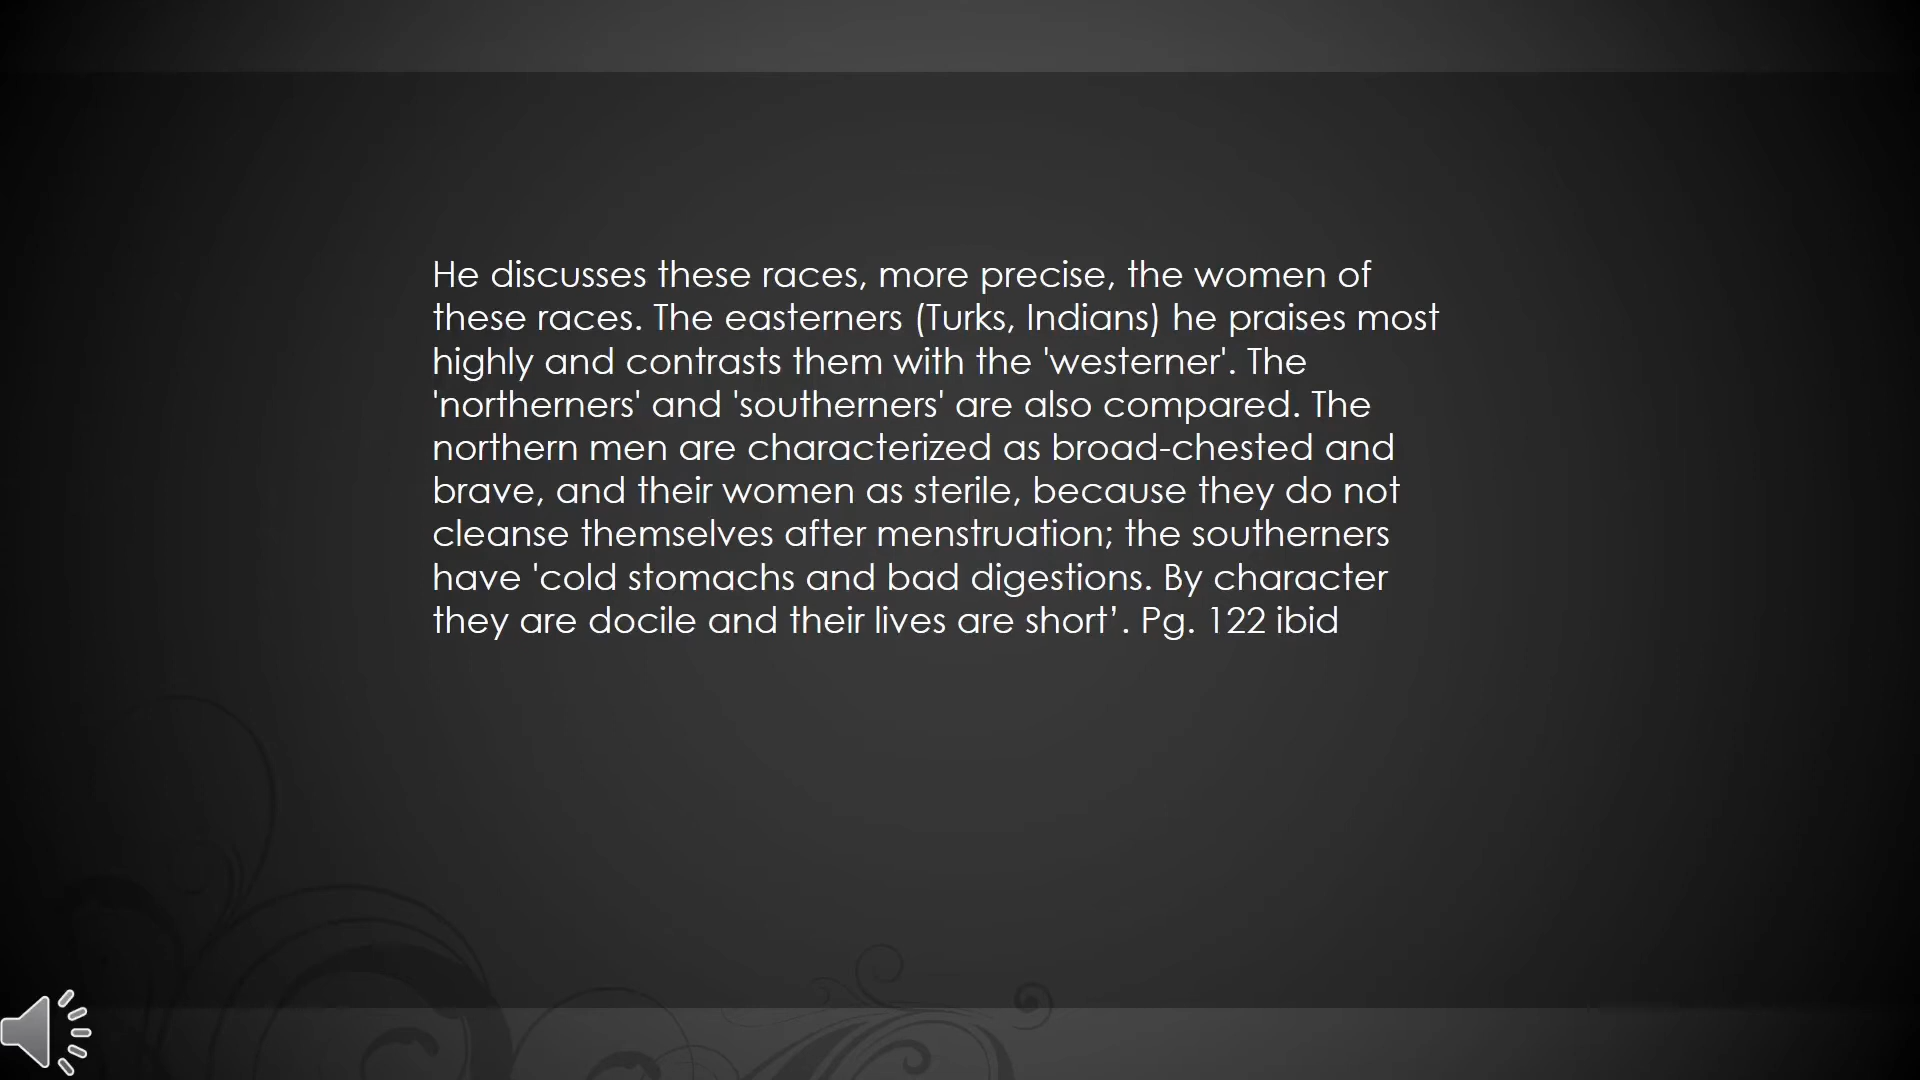 He discusses these races, more precise, the women of
these races. The easterners (Turks, Indians) he praises most
highly and contrasts them with the 'westerner'. The
'northerners' and 'southerners' are also compared. The
northern men are characterized as broad-chested and
brave, and their women as sterile, because they do not
cleanse themselves after menstruation; the southerners
have 'cold stomachs and bad digestions. By character
they are docile and their lives are short’. Pg. 122 ibid